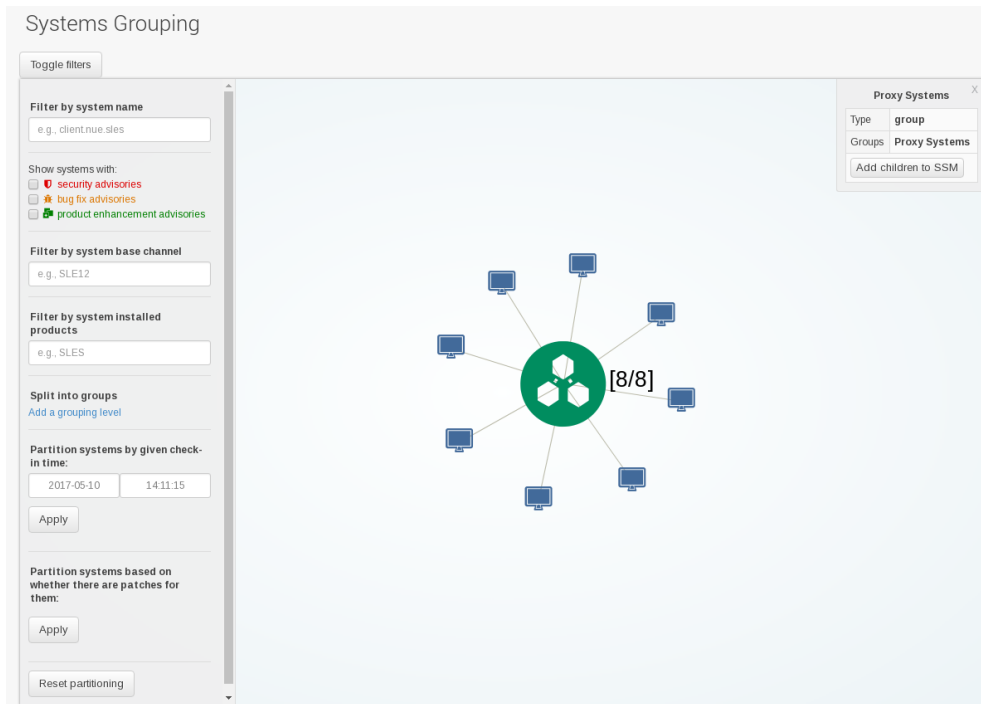 Systems Grouping
Toggle filters
Filter by system name
e.g., client.nue.sles
Show systems with:
security advisories
bug fix advisories
product enhancement advisories
Filter by system base channel
e.g., SLE12
Filter by system installed
products
e.g., SLES
Split into groups
Add a grouping level
Partition systems by given check-
in time:
2017-05-10 14:11:15
Apply
Partition systems based on
whether there are patches for
them:
Apply
Reset partitioning
[8/8]
X
Proxy Systems
Type group
Groups Proxy Systems
Add children to SSM